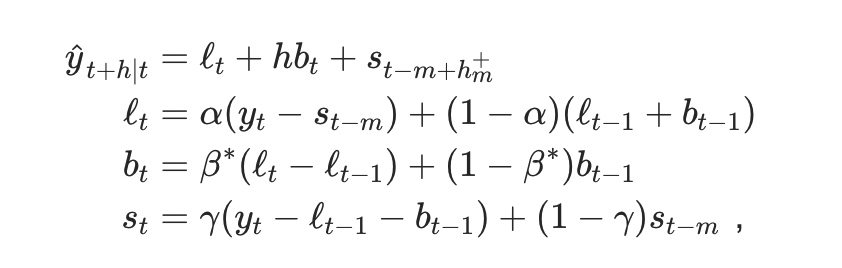 ŷ_{t+h|t} = ℓ_t + hb_t + s_{t−m+h_m^+}
ℓ_t = α(y_t − s_{t−m}) + (1 − α)(ℓ_{t−1} + b_{t−1})
b_t = β*(ℓ_t − ℓ_{t−1}) + (1 − β*)b_{t−1}
s_t = γ(y_t − ℓ_{t−1} − b_{t−1}) + (1 − γ)s_{t−m} ,